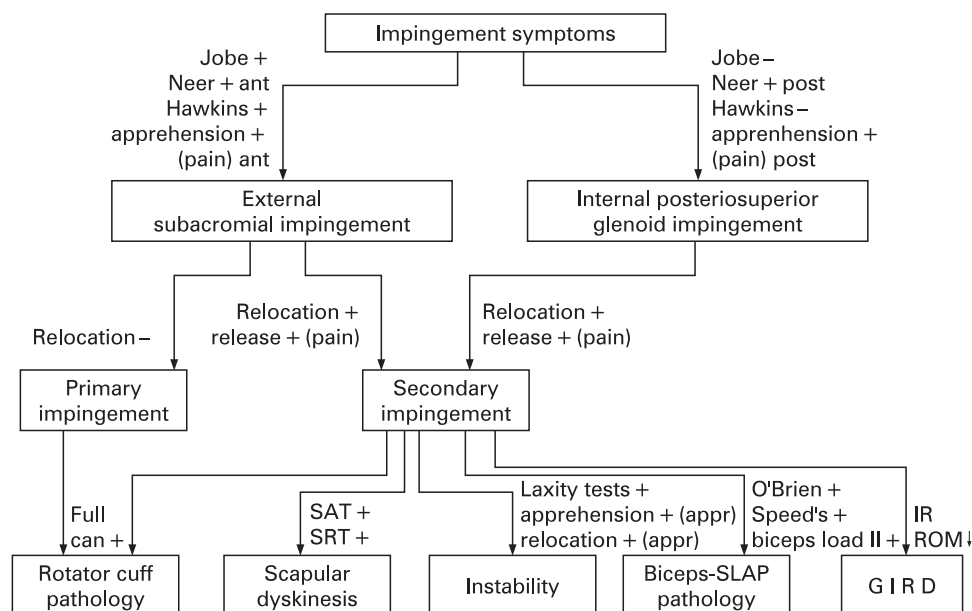 Impingement symptoms
Jobe +
Neer + ant
Hawkins +
apprehension +
(pain) ant
Jobe –
Neer + post
Hawkins –
apprenhension +
(pain) post
External
subacromial impingement
Internal posteriosuperior
glenoid impingement
Relocation –
Relocation +
release + (pain)
Relocation +
release + (pain)
Primary
impingement
Secondary
impingement
Full
can +
SAT +
SRT +
Laxity tests +
apprehension + (appr)
relocation + (appr)
O'Brien +
Speed's +
biceps load II +
IR
ROM ↓
Rotator cuff
pathology
Scapular
dyskinesis
Instability
Biceps-SLAP
pathology
G I R D